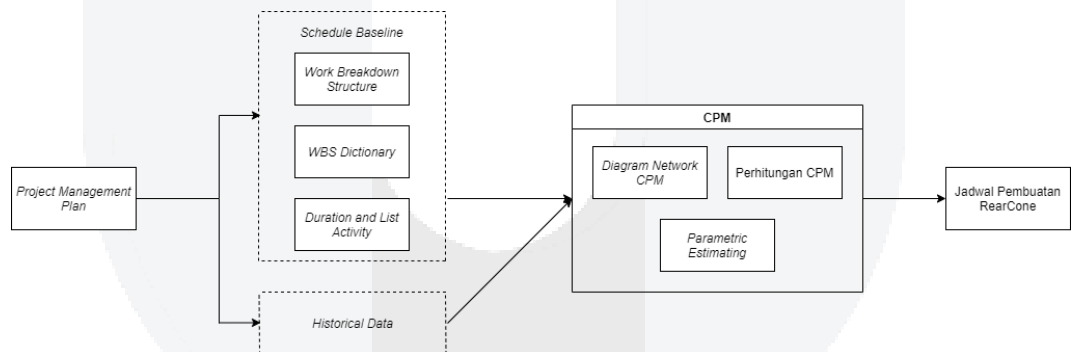 Schedule Baseline
Work Breakdown
Structure
WBS Dictionary
Duration and List
Activity
Project Management
Plan
Historical Data
CPM
Diagram Network
CPM
Perhitungan CPM
Parametric
Estimating
Jadwal Pembuatan
RearCone